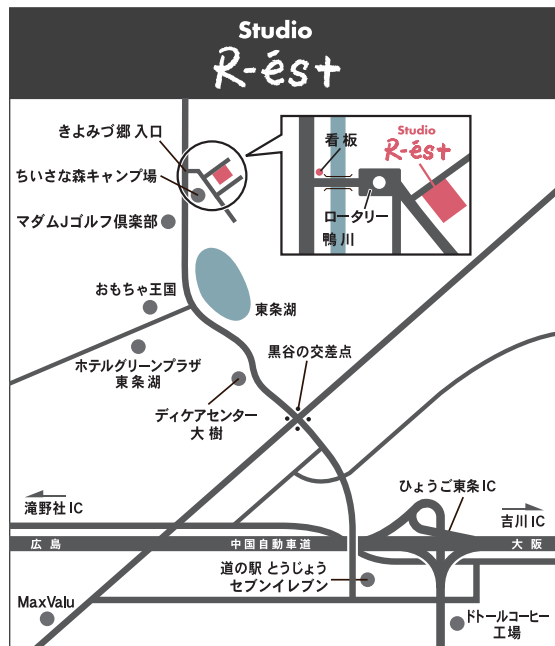 Studio
R-ést
きよみづ郷 入口
ちいさな森キャンプ場
マダムJゴルフ倶楽部
看板
Studio
R-ést
ロータリー
鴨川
おもちゃ王国
東条湖
ホテルグリーンプラザ
東条湖
黒谷の交差点
ディケアセンター
大樹
ひょうご東条IC
滝野社IC
吉川IC
広島
中国自動車道
大阪
道の駅 とうじょう
セブンイレブン
MaxValu
ドトールコーヒー
工場